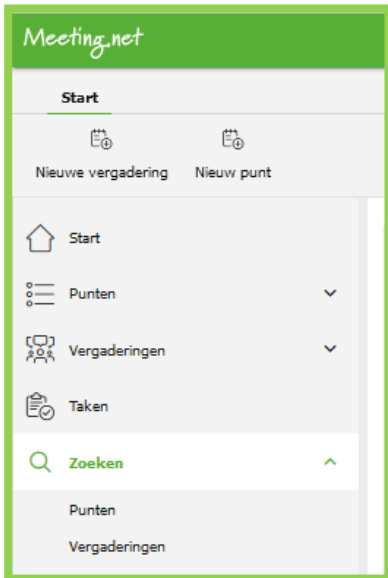 Meeting.net
Start
Nieuwe vergadering Nieuw punt
Start
Punten
Vergaderingen
Taken
Zoeken
Punten
Vergaderingen